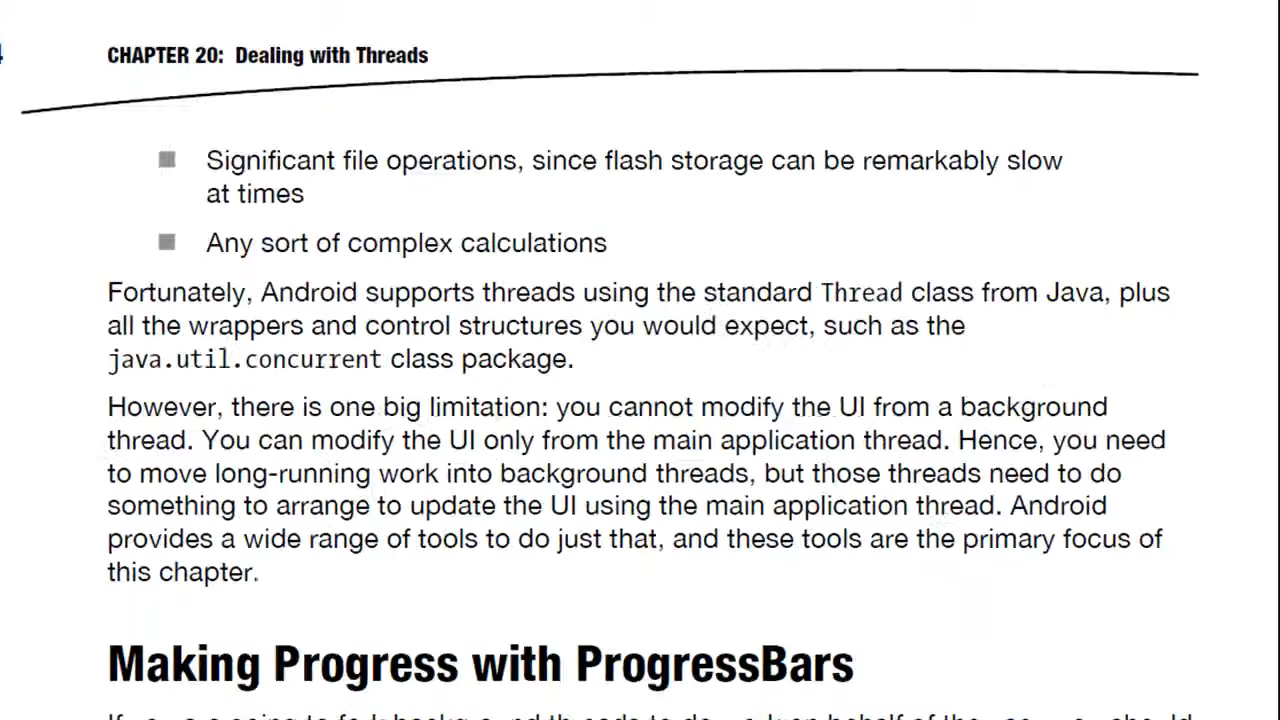 CHAPTER 20: Dealing with Threads
Significant file operations, since flash storage can be remarkably slow
at times
Any sort of complex calculations
Fortunately, Android supports threads using the standard Thread class from Java, plus
all the wrappers and control structures you would expect, such as the
java.util.concurrent class package.
However, there is one big limitation: you cannot modify the UI from a background
thread. You can modify the UI only from the main application thread. Hence, you need
to move long-running work into background threads, but those threads need to do
something to arrange to update the UI using the main application thread. Android
provides a wide range of tools to do just that, and these tools are the primary focus of
this chapter.
Making Progress with ProgressBars